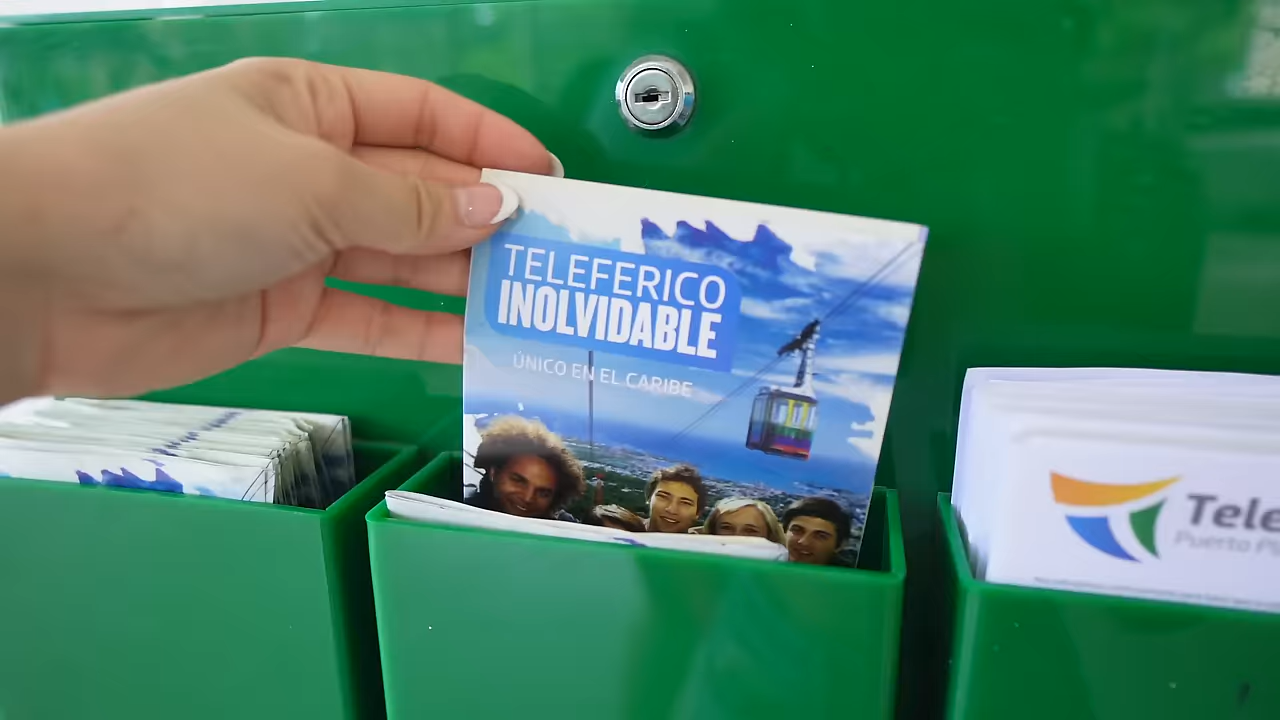 TELEFERICO
INOLVIDABLE
ÚNICO EN EL CARIBE
Tele
Puerto P